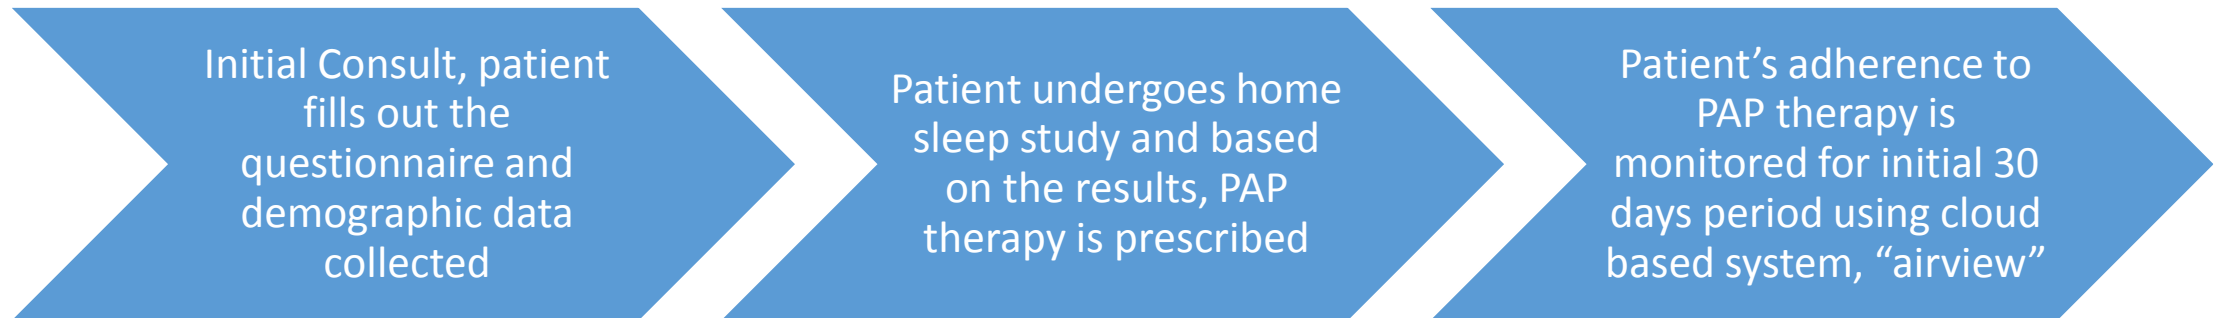 Initial Consult, patient
fills out the
questionnaire and
demographic data
collected
Patient undergoes home
sleep study and based
on the results, PAP
therapy is prescribed
Patient’s adherence to
PAP therapy is
monitored for initial 30
days period using cloud
based system, “airview”